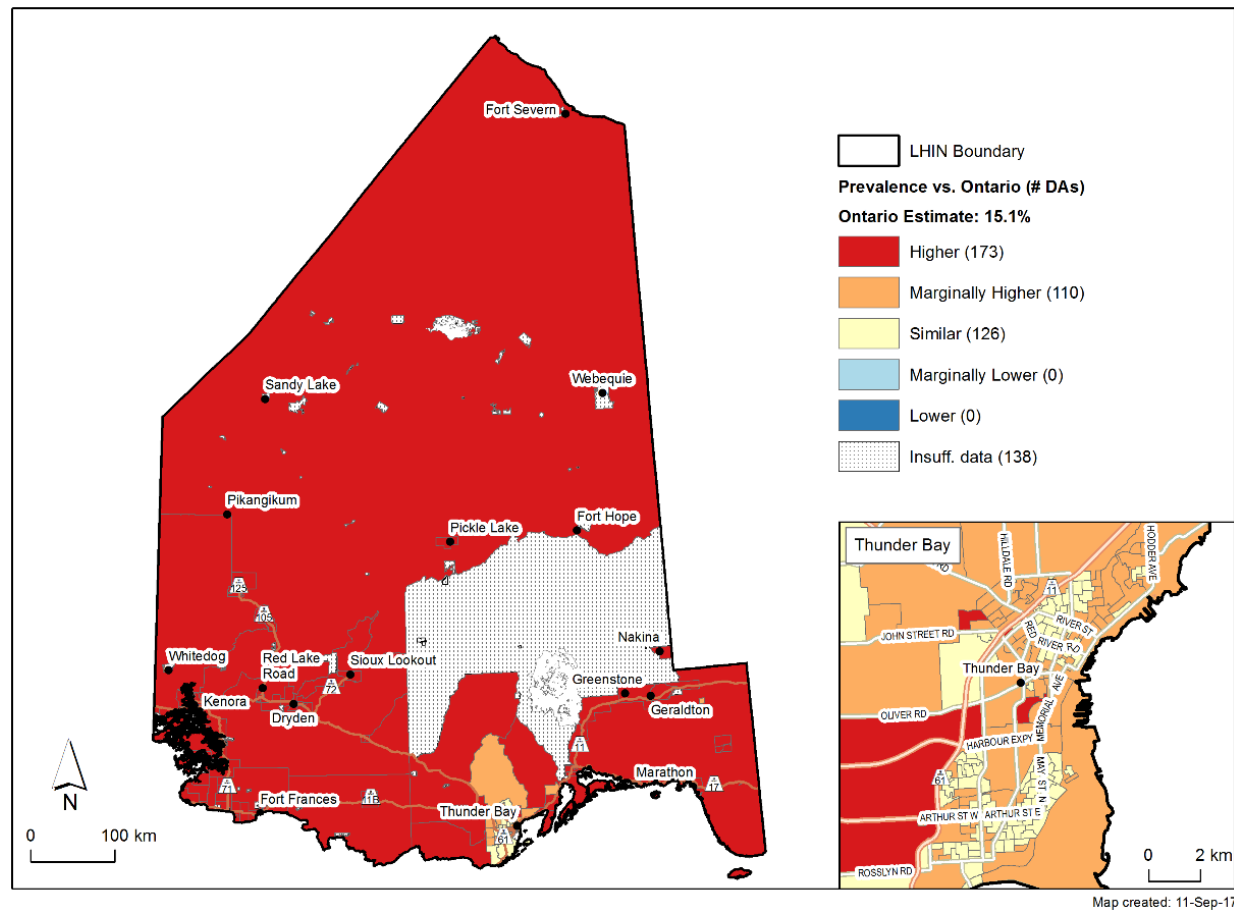 Fort Severn
Sandy Lake
Webequie
Pikangikum
Pickle Lake
Fort Hope
125
105
Whitedog
Red Lake
Road
Sioux Lookout
72
Nakina
Greenstone
Kenora
Dryden
Geraldton
11
Marathon
17
71
Fort Frances
11B
Thunder Bay
61
N
0 100 km
LHIN Boundary
Prevalence vs. Ontario (# DAs)
Ontario Estimate: 15.1%
Higher (173)
Marginally Higher (110)
Similar (126)
Marginally Lower (0)
Lower (0)
Insuff. data (138)
Thunder Bay
HILLDALE RD
HODDER AVE
11
RIVER ST
JOHN STREET RD
RED RIVER RD
Thunder Bay
MEMORIAL AVE
OLIVER RD
HARBOUR EXPY
MAY ST N
61
ARTHUR ST W
ARTHUR ST E
ROSSLYN RD
0 2 km
Map created: 11-Sep-17